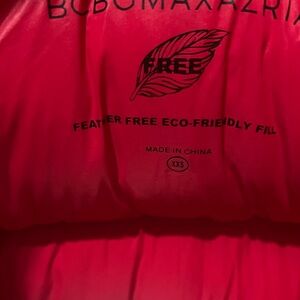 BCBGMAXAZRIA
FREE
FEATHER FREE ECO-FRIENDLY FILL
MADE IN CHINA
XXS